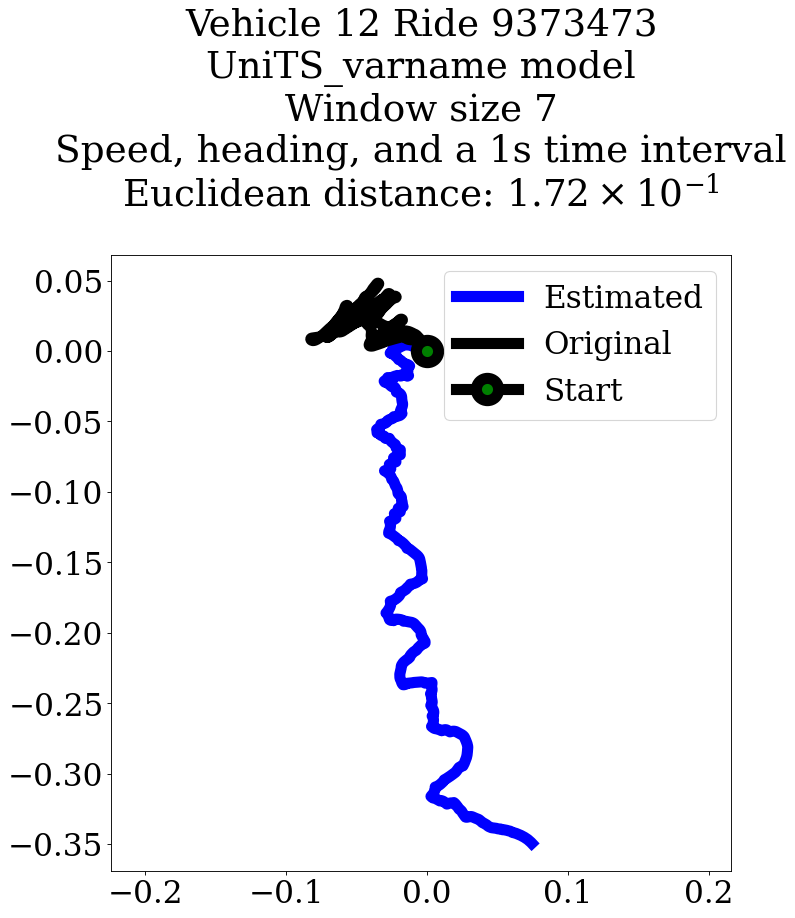 Vehicle 12 Ride 9373473
UniTS_varname model
Window size 7
Speed, heading, and a 1s time interval
Euclidean distance: 1.72 × 10⁻¹
Estimated
Original
Start
0.05
0.00
−0.05
−0.10
−0.15
−0.20
−0.25
−0.30
−0.35
−0.2 −0.1 0.0 0.1 0.2